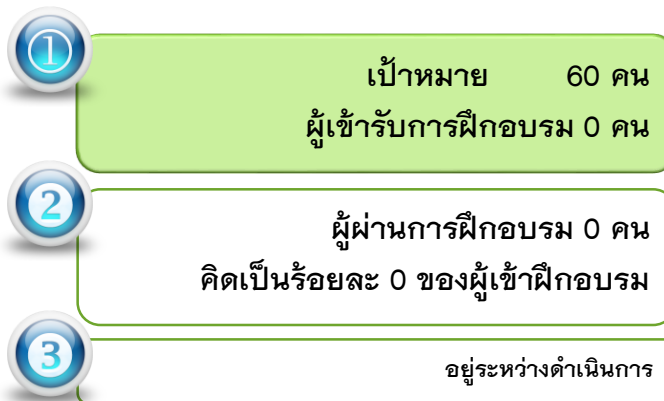 ①
เป้าหมาย 60 คน
ผู้เข้ารับการฝึกอบรม 0 คน
2
ผู้ผ่านการฝึกอบรม 0 คน
คิดเป็นร้อยละ 0 ของผู้เข้าฝึกอบรม
3
อยู่ระหว่างดำเนินการ